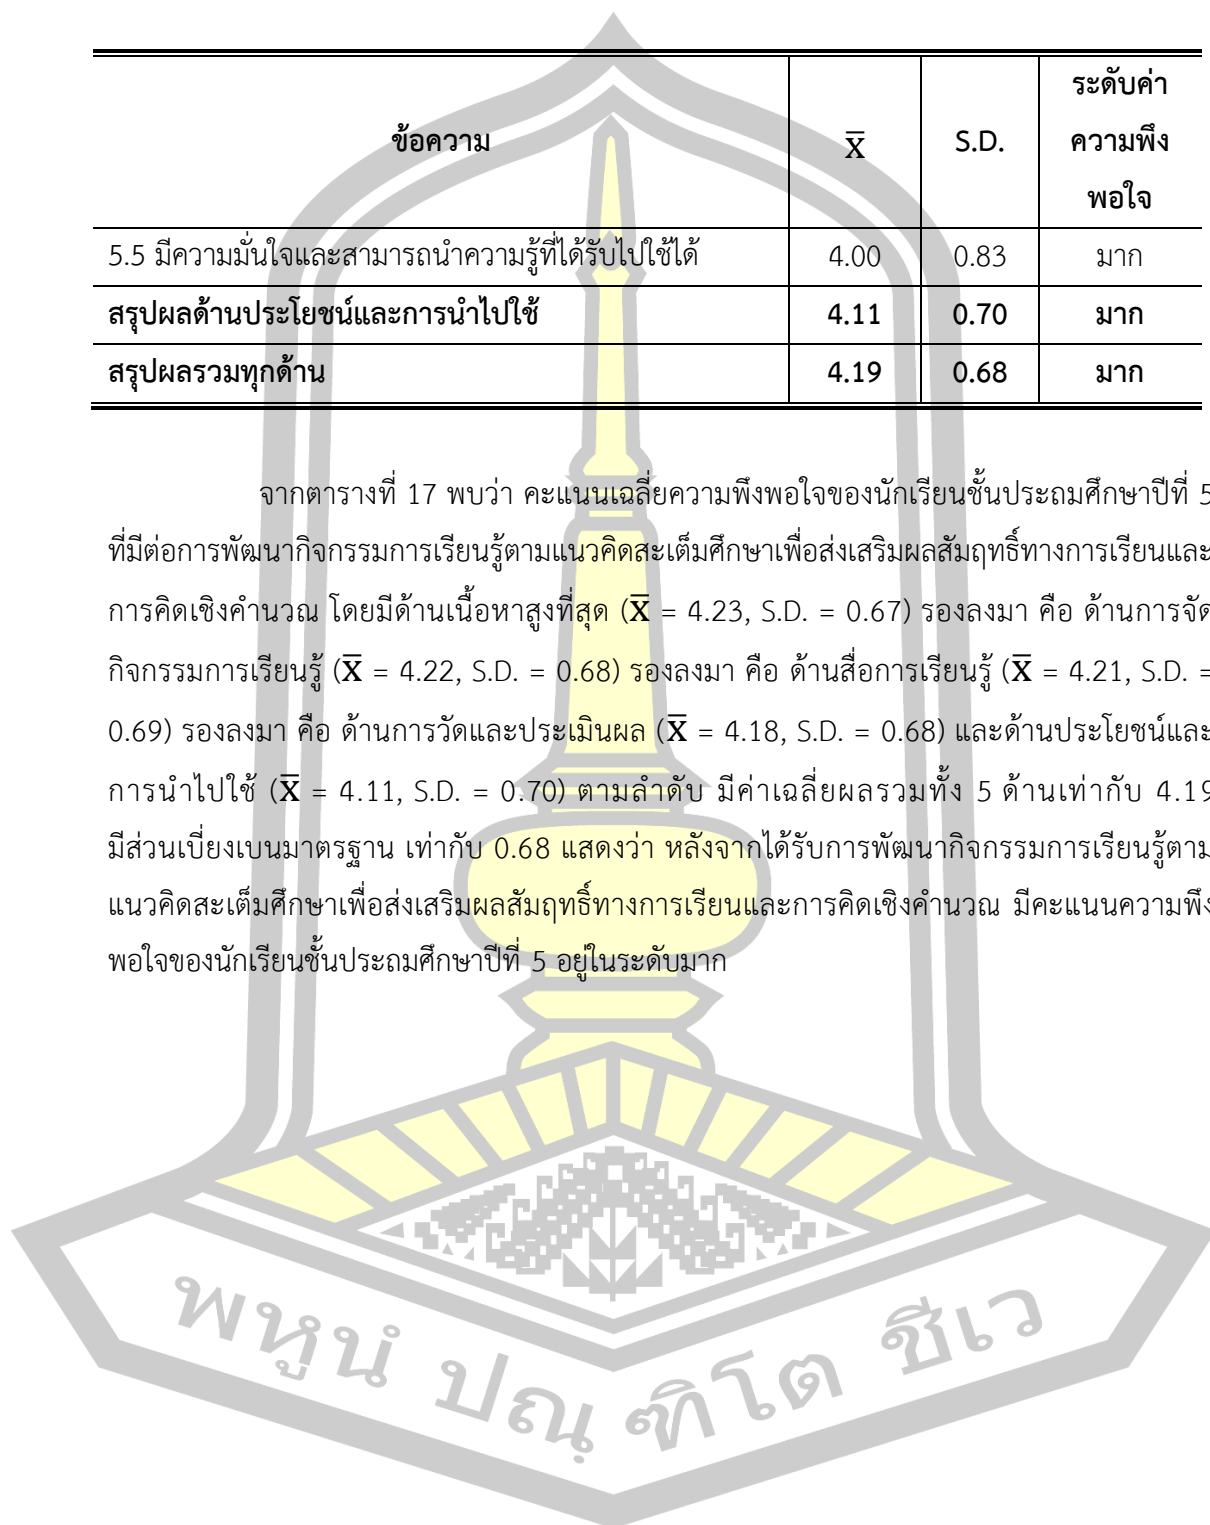 ข้อความ X̅ S.D. ระดับค่า
ความพึง
พอใจ
5.5 มีความมั่นใจและสามารถนำความรู้ที่ได้รับไปใช้ได้ 4.00 0.83 มาก
สรุปผลด้านประโยชน์และการนำไปใช้ 4.11 0.70 มาก
สรุปผลรวมทุกด้าน 4.19 0.68 มาก
จากตารางที่ 17 พบว่า คะแนนเฉลี่ยความพึงพอใจของนักเรียนชั้นประถมศึกษาปีที่ 5
ที่มีต่อการพัฒนากิจกรรมการเรียนรู้ตามแนวคิดสะเต็มศึกษาเพื่อส่งเสริมผลสัมฤทธิ์ทางการเรียนและ
การคิดเชิงคำนวณ โดยมีด้านเนื้อหาสูงที่สุด (X̅ = 4.23, S.D. = 0.67) รองลงมา คือ ด้านการจัด
กิจกรรมการเรียนรู้ (X̅ = 4.22, S.D. = 0.68) รองลงมา คือ ด้านสื่อการเรียนรู้ (X̅ = 4.21, S.D. =
0.69) รองลงมา คือ ด้านการวัดและประเมินผล (X̅ = 4.18, S.D. = 0.68) และด้านประโยชน์และ
การนำไปใช้ (X̅ = 4.11, S.D. = 0.70) ตามลำดับ มีค่าเฉลี่ยผลรวมทั้ง 5 ด้านเท่ากับ 4.19
มีส่วนเบี่ยงเบนมาตรฐาน เท่ากับ 0.68 แสดงว่า หลังจากได้รับการพัฒนากิจกรรมการเรียนรู้ตาม
แนวคิดสะเต็มศึกษาเพื่อส่งเสริมผลสัมฤทธิ์ทางการเรียนและการคิดเชิงคำนวณ มีคะแนนความพึง
พอใจของนักเรียนชั้นประถมศึกษาปีที่ 5 อยู่ในระดับมาก
พหูนํ ปณฺฑิโต ชีเว